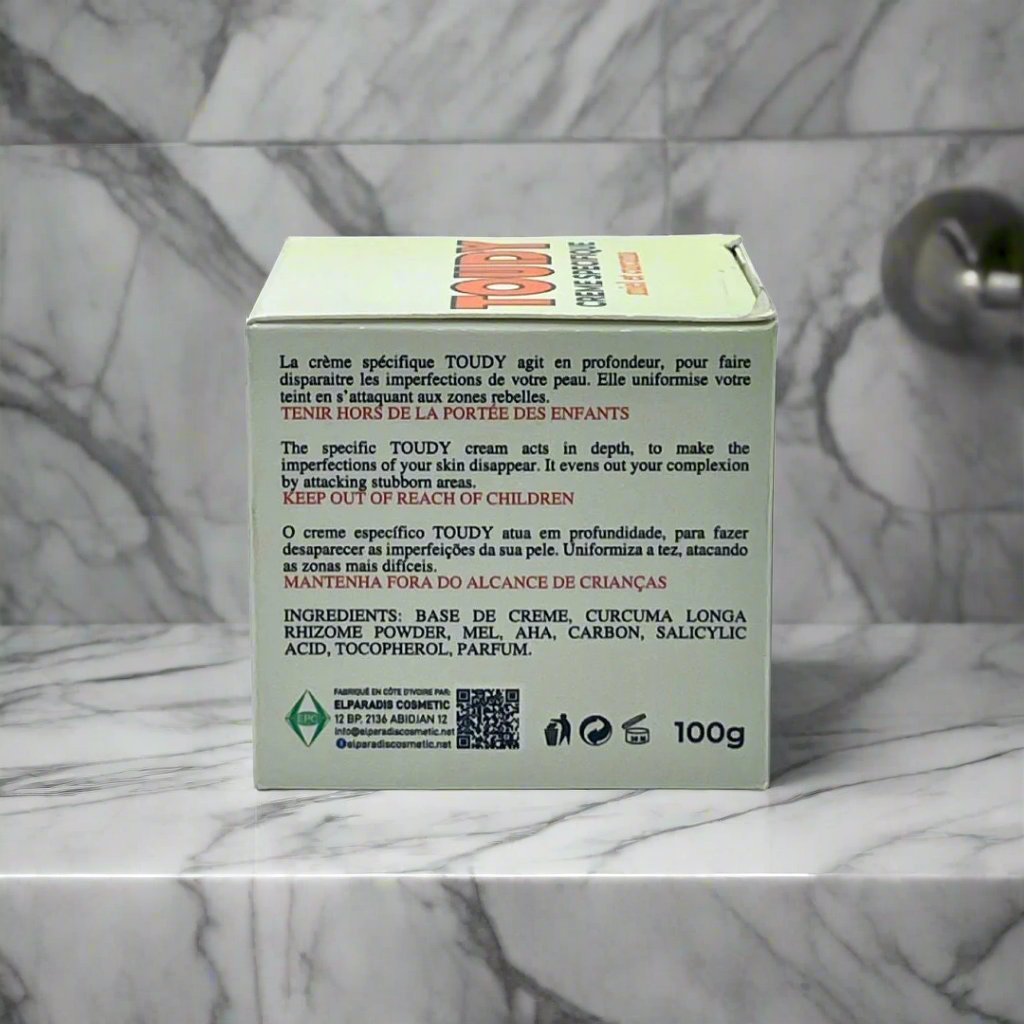 TOUDY
CREME SPECIFIQUE
miel et curcuma
La crème spécifique TOUDY agit en profondeur, pour faire
disparaitre les imperfections de votre peau. Elle uniformise votre
teint en s'attaquant aux zones rebelles.
TENIR HORS DE LA PORTÉE DES ENFANTS
The specific TOUDY cream acts in depth, to make the
imperfections of your skin disappear. It evens out your complexion
by attacking stubborn areas.
KEEP OUT OF REACH OF CHILDREN
O creme específico TOUDY atua em profundidade, para fazer
desaparecer as imperfeições da sua pele. Uniformiza a tez, atacando
as zonas mais difíceis.
MANTENHA FORA DO ALCANCE DE CRIANÇAS
INGREDIENTS: BASE DE CREME, CURCUMA LONGA
RHIZOME POWDER, MEL, AHA, CARBON, SALICYLIC
ACID, TOCOPHEROL, PARFUM.
EPC
FABRIQUÉ EN CÔTE D'IVOIRE PAR:
ELPARADIS COSMETIC
12 BP. 2136 ABIDJAN 12
info@elparadiscosmetic.net
elparadiscosmetic.net
100g